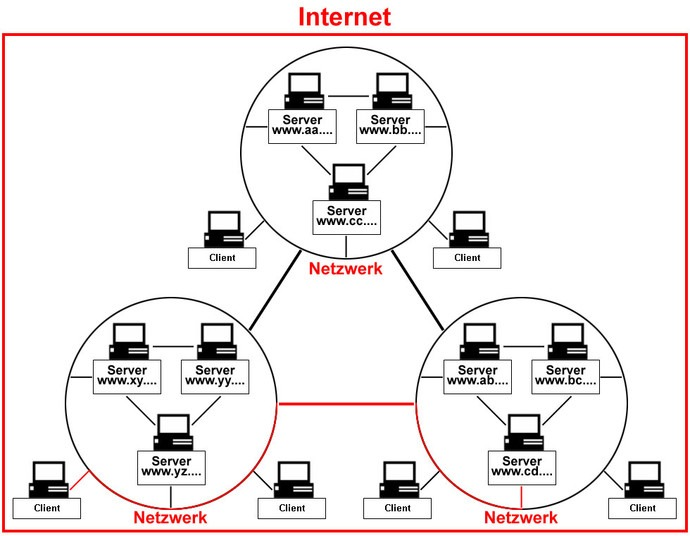 Internet
Server
www.aa....
Server
www.bb....
Server
www.cc....
Client
Client
Netzwerk
Server
www.xy....
Server
www.yy....
Server
www.ab....
Server
www.bc....
Server
www.yz....
Server
www.cd....
Client
Client
Client
Client
Netzwerk
Netzwerk